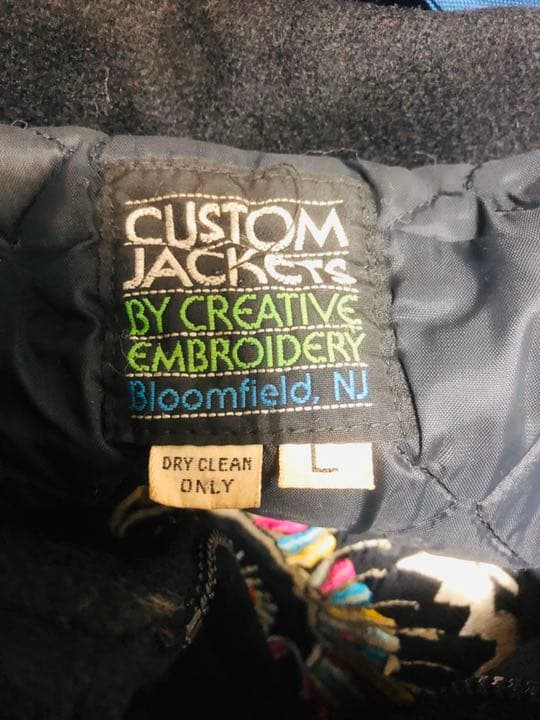 CUSTOM
JACKETS
BY CREATIVE
EMBROIDERY
Bloomfield, NJ
DRY CLEAN
ONLY
L